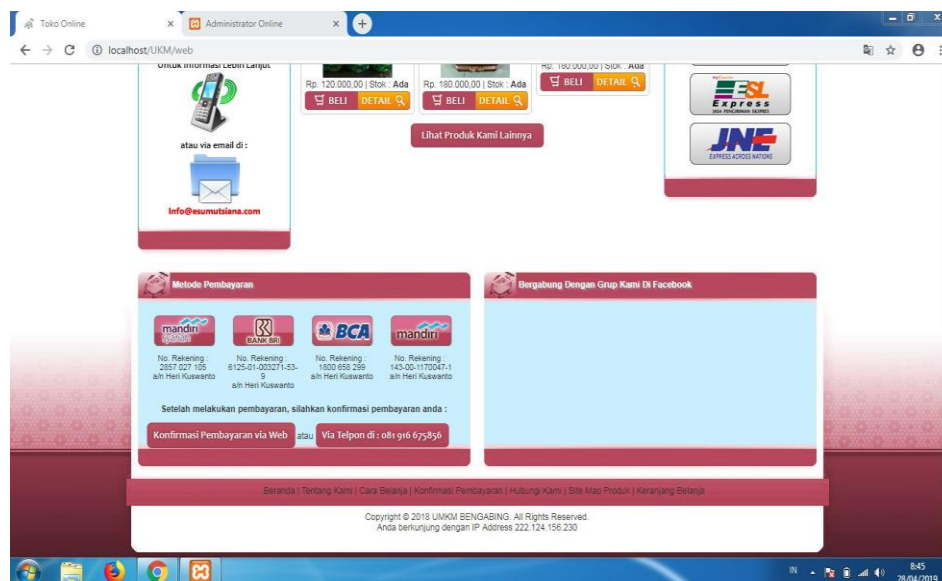 Toko Online
Administrator Online
localhost/UKM/web
Untuk Informasi Lebih Lanjut
atau via email di :
Info@esumutsiana.com
Rp. 120.000,00 | Stok : Ada
BELI DETAIL
Rp. 180.000,00 | Stok : Ada
BELI DETAIL
Rp. 180.000,00 | Stok : Ada
BELI DETAIL
Lihat Produk Kami Lainnya
ESL
Express
JASA PENGIRIMAN EKSPRES
JNE
EXPRESS ACROSS NATIONS
Metode Pembayaran
mandiri
syariah
No. Rekening :
2857 027 105
a/n Heri Kuswanto
BANK BRI
No. Rekening :
6125-01-003271-53-
9
a/n Heri Kuswanto
BCA
No. Rekening :
1800 658 299
a/n Heri Kuswanto
mandiri
No. Rekening :
143-00-1170047-1
a/n Heri Kuswanto
Setelah melakukan pembayaran, silahkan konfirmasi pembayaran anda :
Konfirmasi Pembayaran via Web atau Via Telpon di : 081 916 675856
Bergabung Dengan Grup Kami Di Facebook
Beranda | Tentang Kami | Cara Belanja | Konfirmasi Pembayaran | Hubungi Kami | Site Map Produk | Keranjang Belanja
Copyright © 2018 UMKM BENGABING. All Rights Reserved.
Anda berkunjung dengan IP Address 222.124.156.230
IN
8:45
28/04/2019